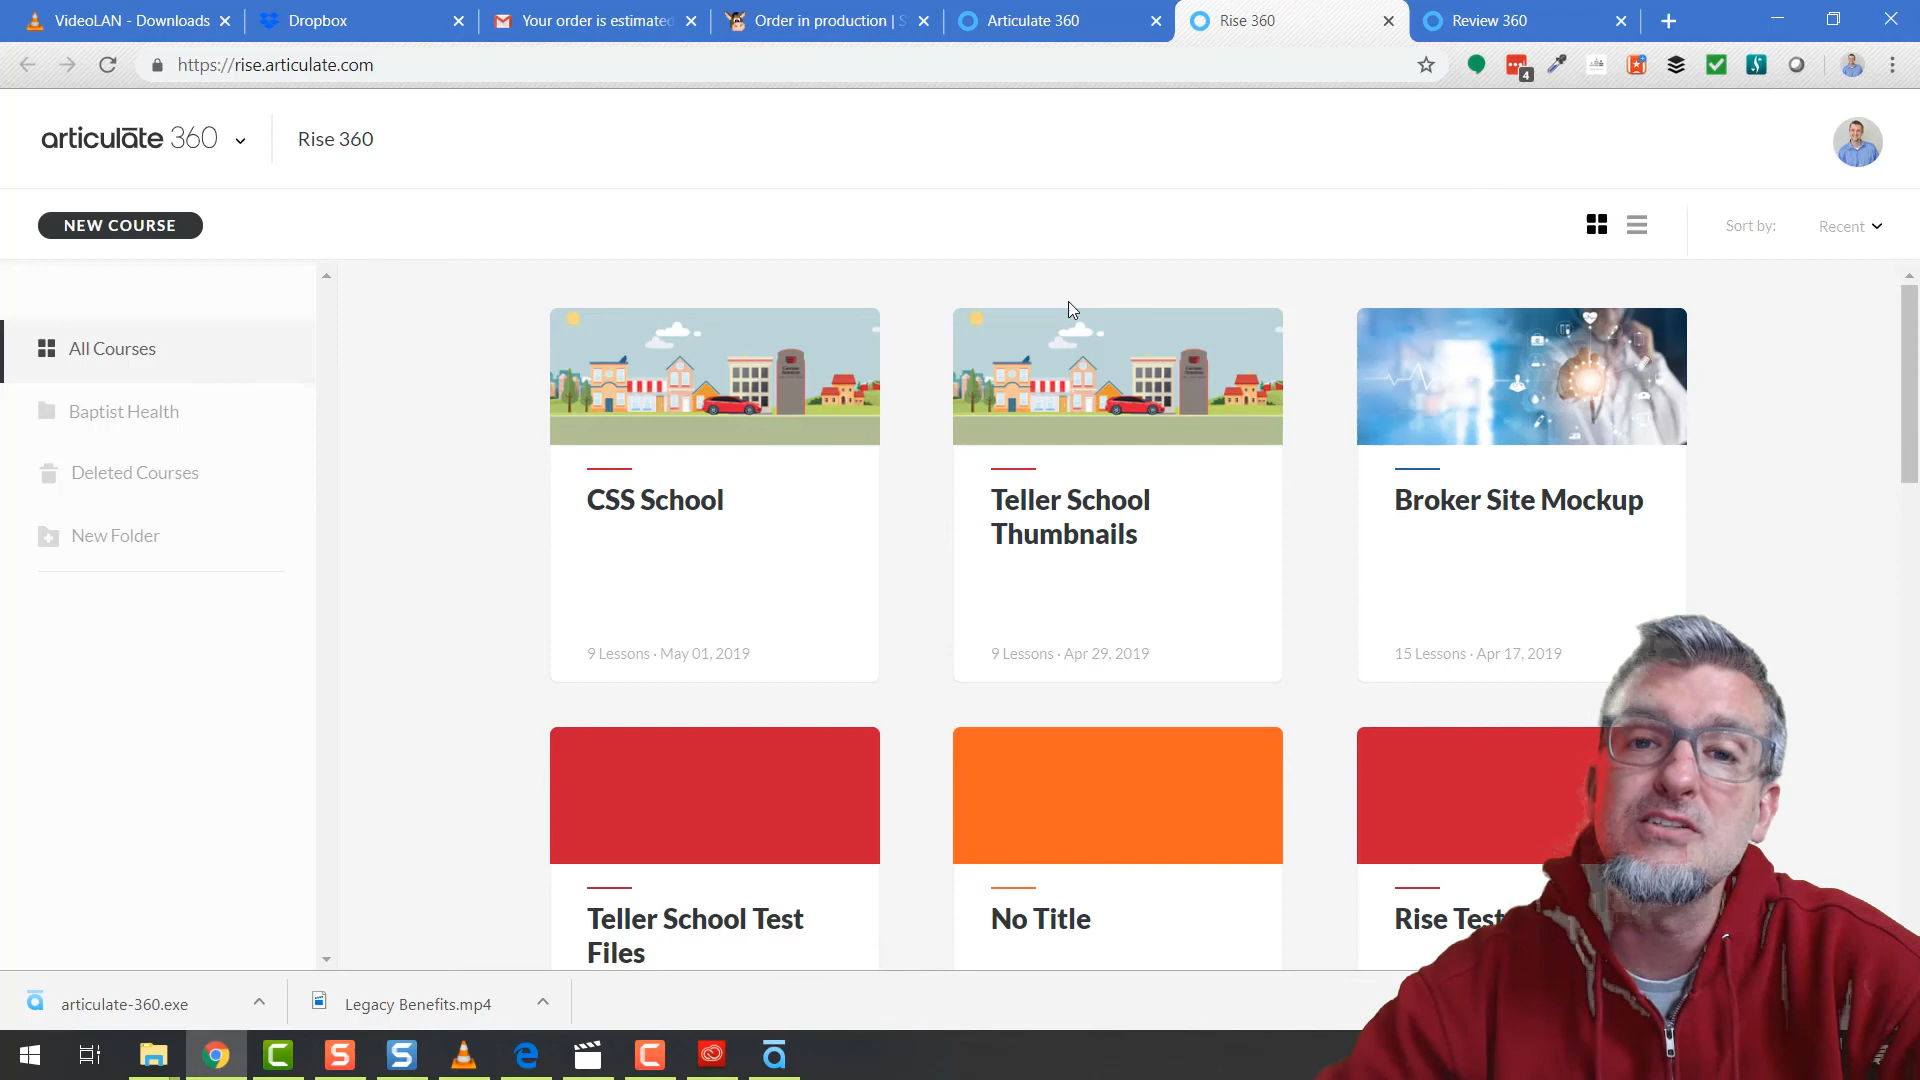 VideoLAN - Downloads
Dropbox
Your order is estimated
Order in production |
Articulate 360
Rise 360
Review 360
https://rise.articulate.com
4
articulate 360
Rise 360
NEW COURSE
Sort by:
Recent
All Courses
Baptist Health
Deleted Courses
New Folder
CSS School
9 Lessons · May 01, 2019
Teller School
Thumbnails
9 Lessons · Apr 29, 2019
Broker Site Mockup
15 Lessons · Apr 17, 2019
Teller School Test
Files
No Title
Rise Test
articulate-360.exe
Legacy Benefits.mp4